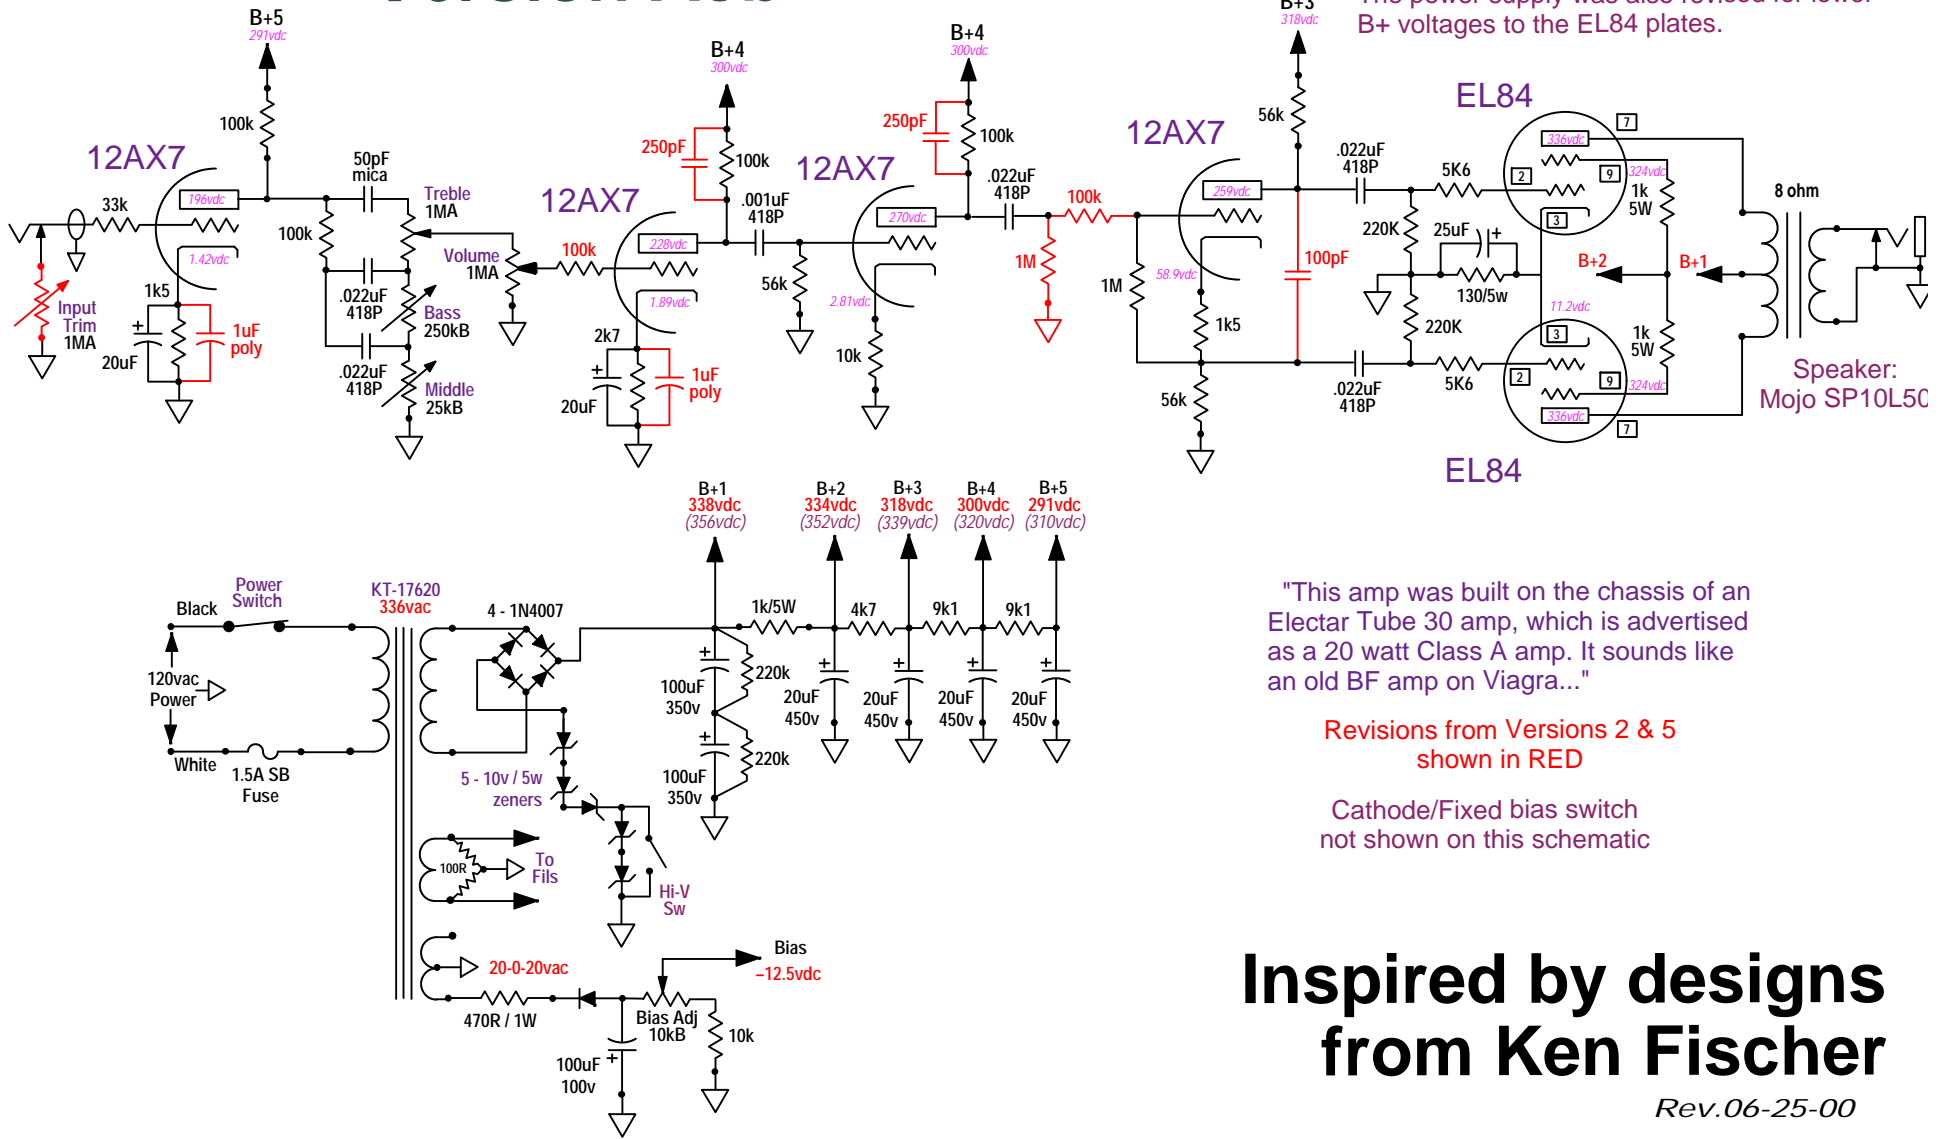 B+5
291vdc
100k
12AX7
196vdc
33k
1.42vdc
1k5
20uF
1uF
poly
Input
Trim
1MA
50pF
mica
100k
Treble
1MA
.022uF
418P
Bass
250kB
.022uF
418P
Middle
25kB
Volume
1MA
100k
12AX7
228vdc
1.89vdc
2k7
20uF
1uF
poly
B+4
300vdc
250pF
100k
.001uF
418P
56k
12AX7
270vdc
2.81vdc
10k
B+4
300vdc
250pF
100k
.022uF
418P
100k
1M
1M
12AX7
259vdc
58.9vdc
1k5
56k
B+3
318vdc
56k
100pF
.022uF
418P
.022uF
418P
B+ voltages to the EL84 plates.
EL84
336vdc
7
5K6
2
9
324vdc
3
1k
5W
220K
25uF
130/5w
220K
B+2
B+1
11.2vdc
3
1k
5W
5K6
2
9
324vdc
336vdc
7
EL84
8 ohm
Speaker:
Mojo SP10L50
B+1
338vdc
(356vdc)
B+2
334vdc
(352vdc)
B+3
318vdc
(339vdc)
B+4
300vdc
(320vdc)
B+5
291vdc
(310vdc)
Power
Switch
Black
120vac
Power
White
1.5A SB
Fuse
KT-17620
336vac
4 - 1N4007
1k/5W
4k7
9k1
9k1
100uF
350v
220k
100uF
350v
220k
20uF
450v
20uF
450v
20uF
450v
20uF
450v
5 - 10v / 5w
zeners
Hi-V
Sw
100R
To
Fils
20-0-20vac
470R / 1W
Bias Adj
10kB
Bias
–12.5vdc
10k
100uF
100v
"This amp was built on the chassis of an
Electar Tube 30 amp, which is advertised
as a 20 watt Class A amp. It sounds like
an old BF amp on Viagra..."
Revisions from Versions 2 & 5
shown in RED
Cathode/Fixed bias switch
not shown on this schematic
Inspired by designs
from Ken Fischer
Rev.06-25-00